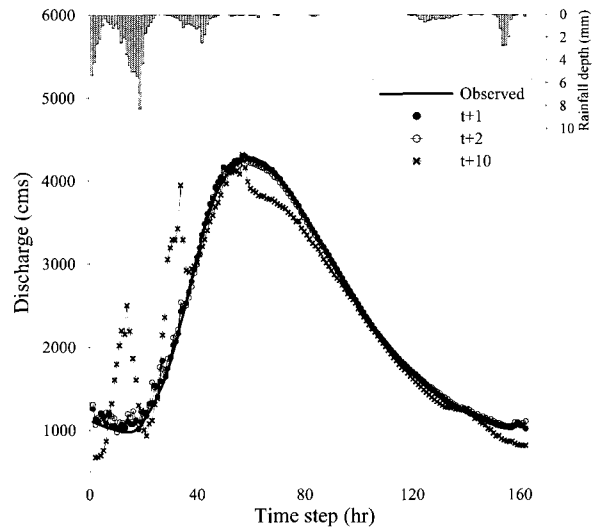 6000
5000
4000
3000
2000
1000
Discharge (cms)
0
2
4
6
8
10
Rainfall depth (mm)
Observed
t+1
t+2
t+10
0
40
80
120
160
Time step (hr)